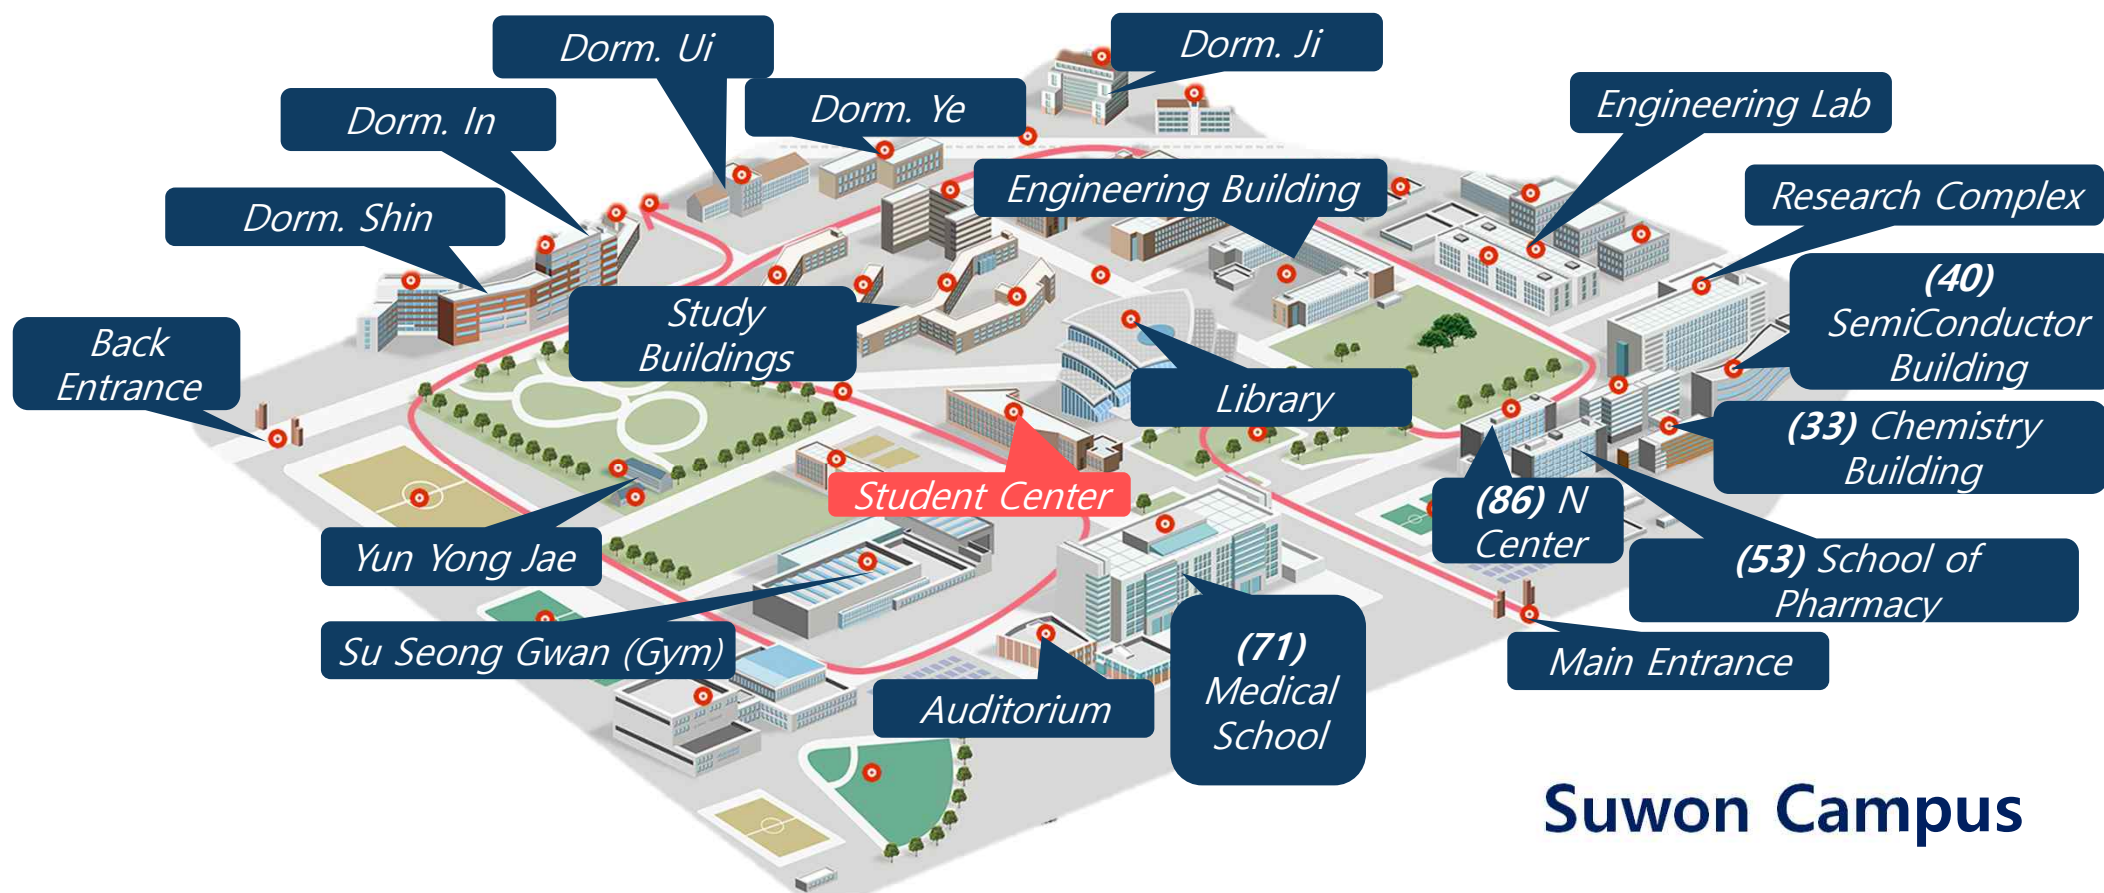 Dorm. Ui
Dorm. Ji
Dorm. In
Dorm. Ye
Engineering Lab
Dorm. Shin
Engineering Building
Research Complex
Back
Entrance
Study
Buildings
Library
(40)
SemiConductor
Building
(33) Chemistry
Building
Student Center
(86) N
Center
Yun Yong Jae
(53) School of
Pharmacy
Su Seong Gwan (Gym)
Auditorium
(71)
Medical
School
Main Entrance
Suwon Campus